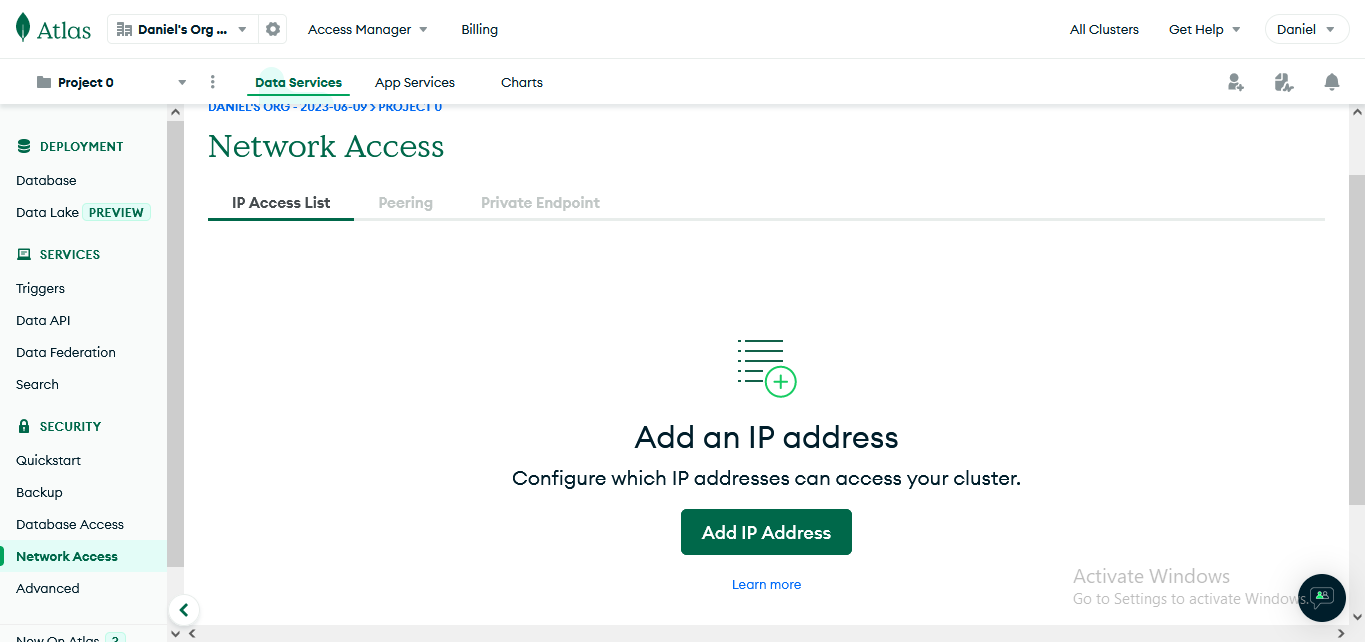 Atlas
Daniel's Org ...
Access Manager
Billing
All Clusters
Get Help
Daniel
Project 0
Data Services
App Services
Charts
DANIEL'S ORG - 2023-06-09 > PROJECT 0
Network Access
DEPLOYMENT
Database
Data Lake PREVIEW
SERVICES
Triggers
Data API
Data Federation
Search
SECURITY
Quickstart
Backup
Database Access
Network Access
Advanced
New On Atlas 2
IP Access List
Peering
Private Endpoint
Add an IP address
Configure which IP addresses can access your cluster.
Add IP Address
Learn more
Activate Windows
Go to Settings to activate Windows.